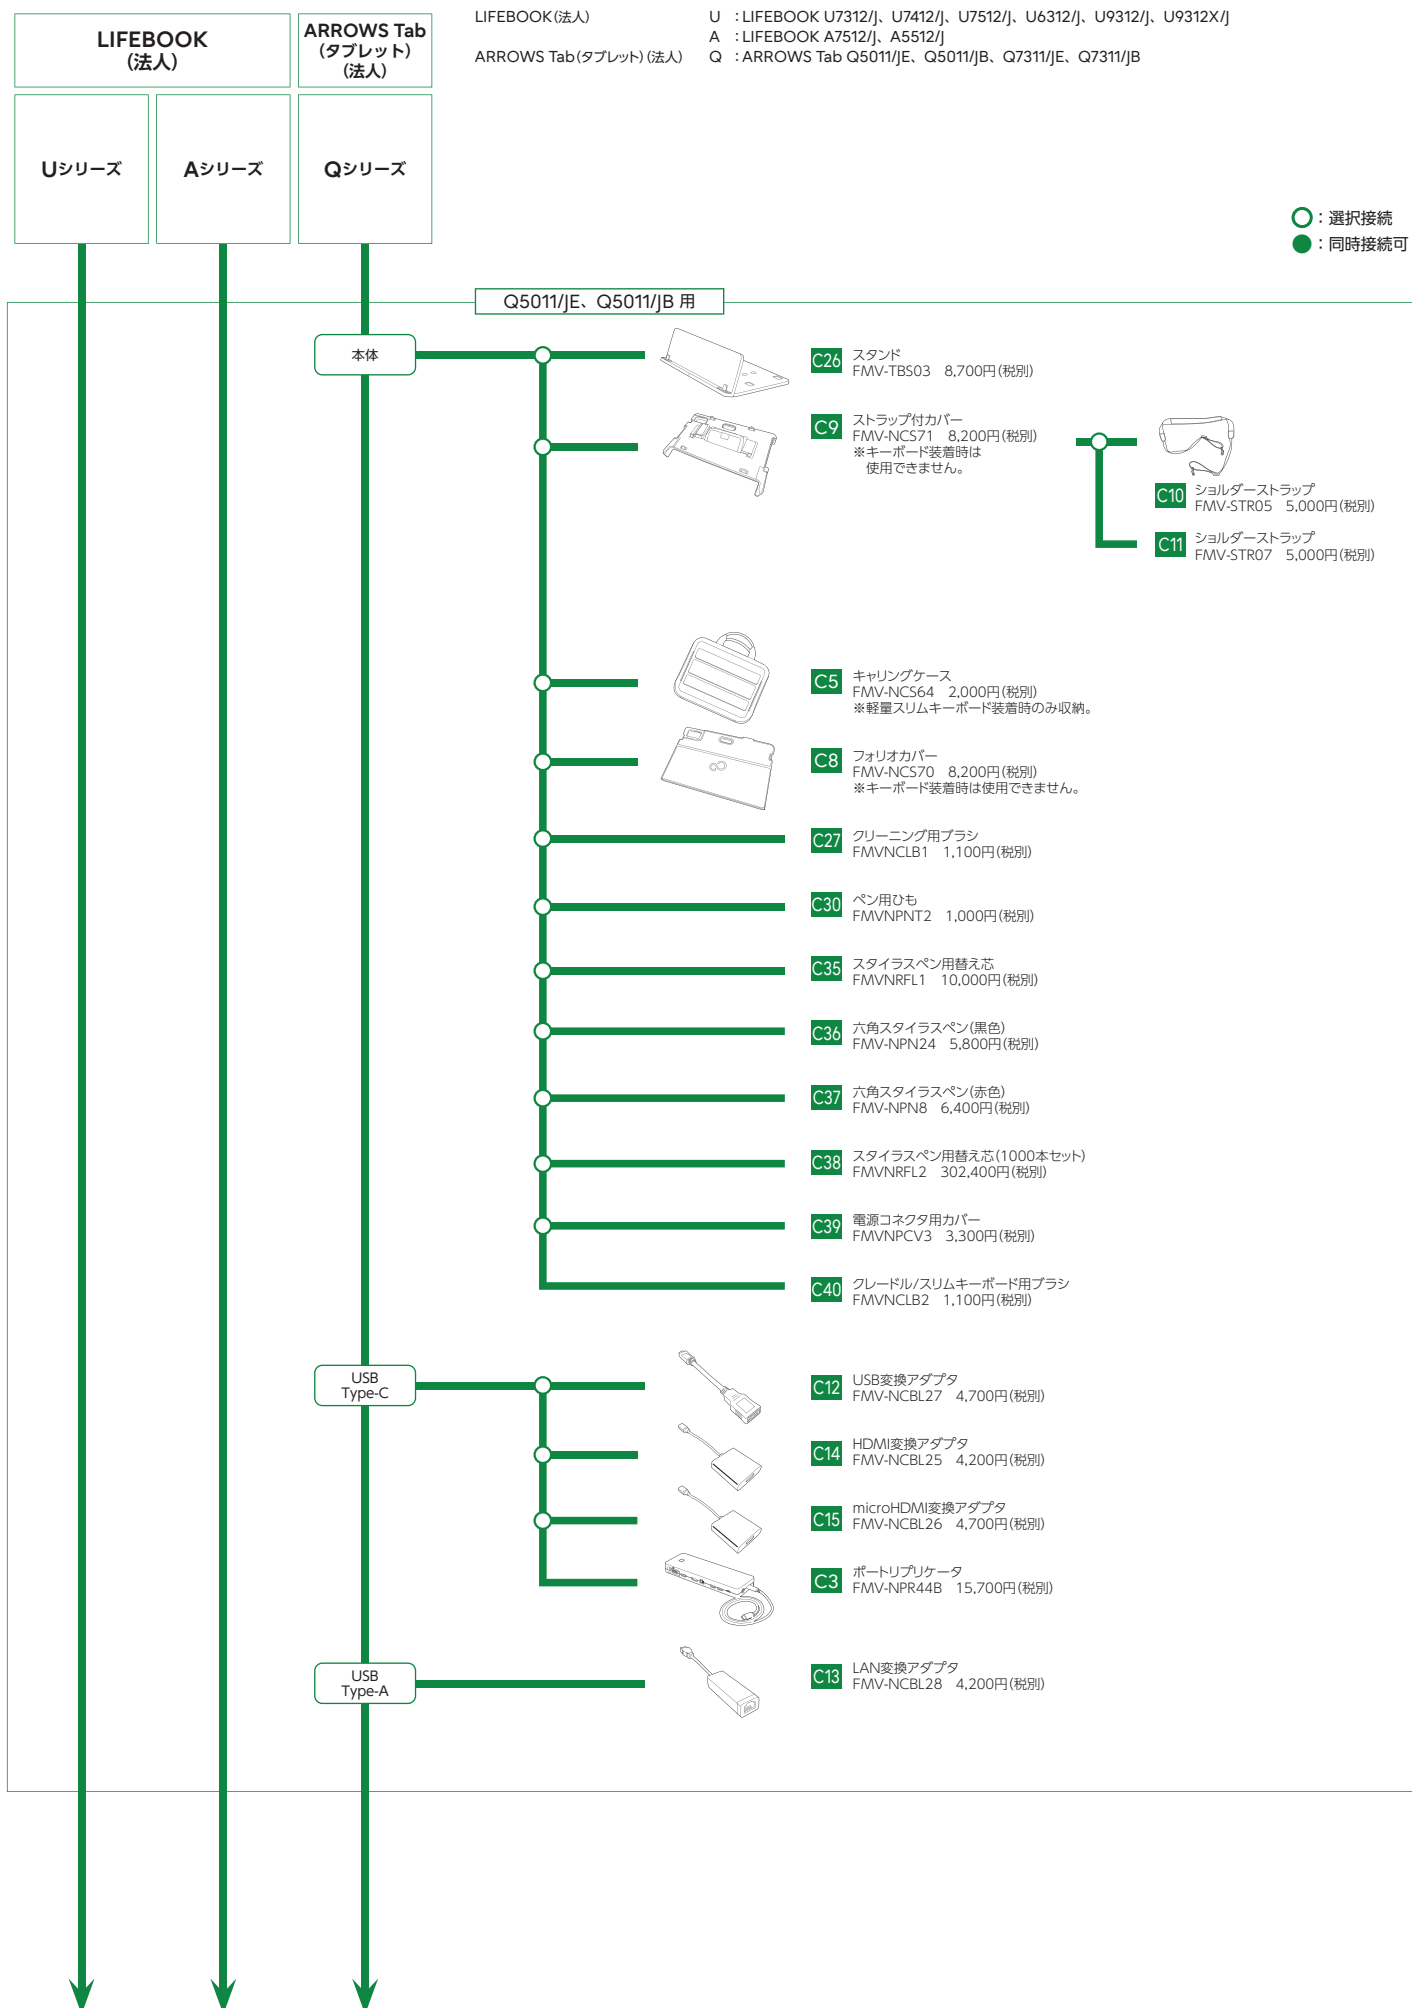 LIFEBOOK
（法人）
ARROWS Tab
（タブレット）
（法人）
LIFEBOOK（法人） U ：LIFEBOOK U7312/J、U7412/J、U7512/J、U6312/J、U9312/J、U9312X/J
A ：LIFEBOOK A7512/J、A5512/J
ARROWS Tab（タブレット）（法人） Q ：ARROWS Tab Q5011/JE、Q5011/JB、Q7311/JE、Q7311/JB
Uシリーズ
Aシリーズ
Qシリーズ
：選択接続
：同時接続可
Q5011/JE、Q5011/JB 用
本体
C26 スタンド
FMV-TBS03 8,700円（税別）
C9 ストラップ付カバー
FMV-NCS71 8,200円（税別）
※キーボード装着時は
使用できません。
C10 ショルダーストラップ
FMV-STR05 5,000円（税別）
C11 ショルダーストラップ
FMV-STR07 5,000円（税別）
C5 キャリングケース
FMV-NCS64 2,000円（税別）
※軽量スリムキーボード装着時のみ収納。
C8 フォリオカバー
FMV-NCS70 8,200円（税別）
※キーボード装着時は使用できません。
C27 クリーニング用ブラシ
FMVNCLB1 1,100円（税別）
C30 ペン用ひも
FMVNPNT2 1,000円（税別）
C35 スタイラスペン用替え芯
FMVNRFL1 10,000円（税別）
C36 六角スタイラスペン（黒色）
FMV-NPN24 5,800円（税別）
C37 六角スタイラスペン（赤色）
FMV-NPN8 6,400円（税別）
C38 スタイラスペン用替え芯（1000本セット）
FMVNRFL2 302,400円（税別）
C39 電源コネクタ用カバー
FMVNPCV3 3,300円（税別）
C40 クレードル/スリムキーボード用ブラシ
FMVNCLB2 1,100円（税別）
USB
Type-C
C12 USB変換アダプタ
FMV-NCBL27 4,700円（税別）
C14 HDMI変換アダプタ
FMV-NCBL25 4,200円（税別）
C15 microHDMI変換アダプタ
FMV-NCBL26 4,700円（税別）
C3 ポートリプリケータ
FMV-NPR44B 15,700円（税別）
USB
Type-A
C13 LAN変換アダプタ
FMV-NCBL28 4,200円（税別）